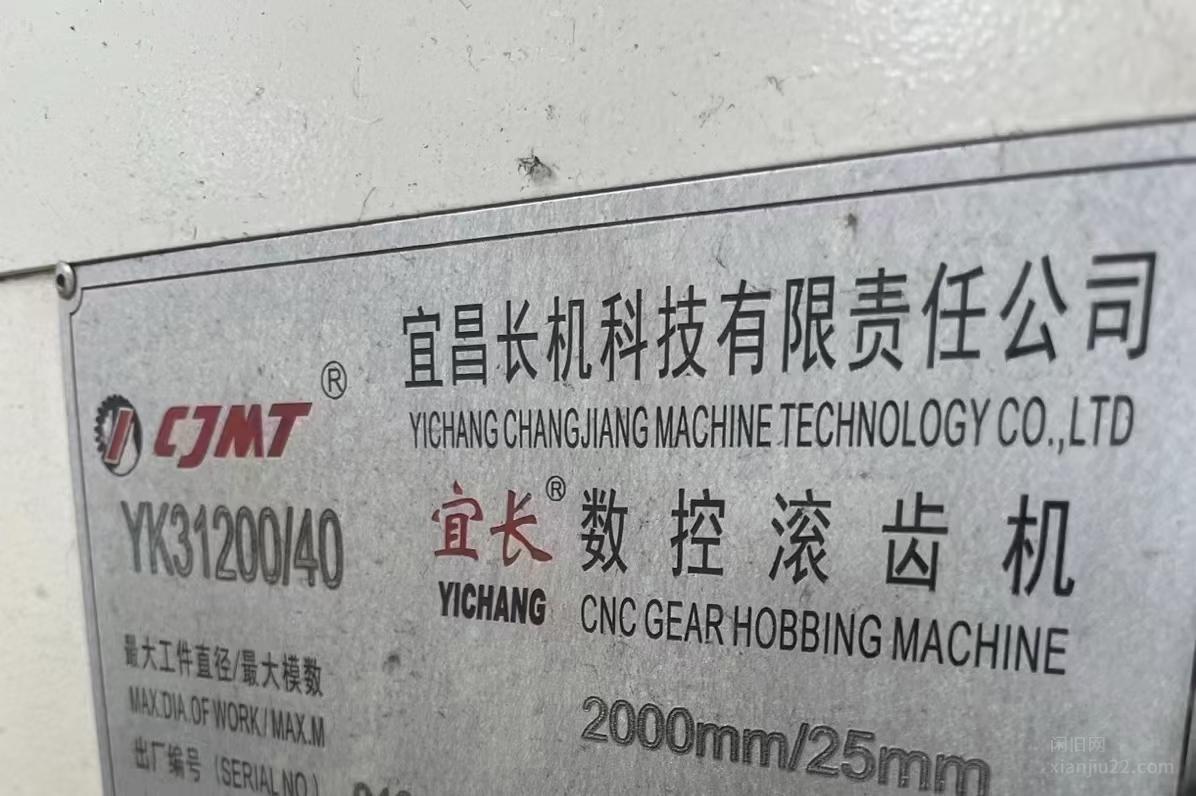 宜昌长机科技有限责任公司
CJMT®
YICHANG CHANGJIANG MACHINE TECHNOLOGY CO.,LTD
YK31200/40
宜长® 数控滚齿机
YICHANG
CNC GEAR HOBBING MACHINE
最大工件直径/最大模数
MAX.DIA.OF WORK/MAX.M
2000mm/25mm
出厂编号（SERIAL NO.）
闲旧网
xianjiu22.com